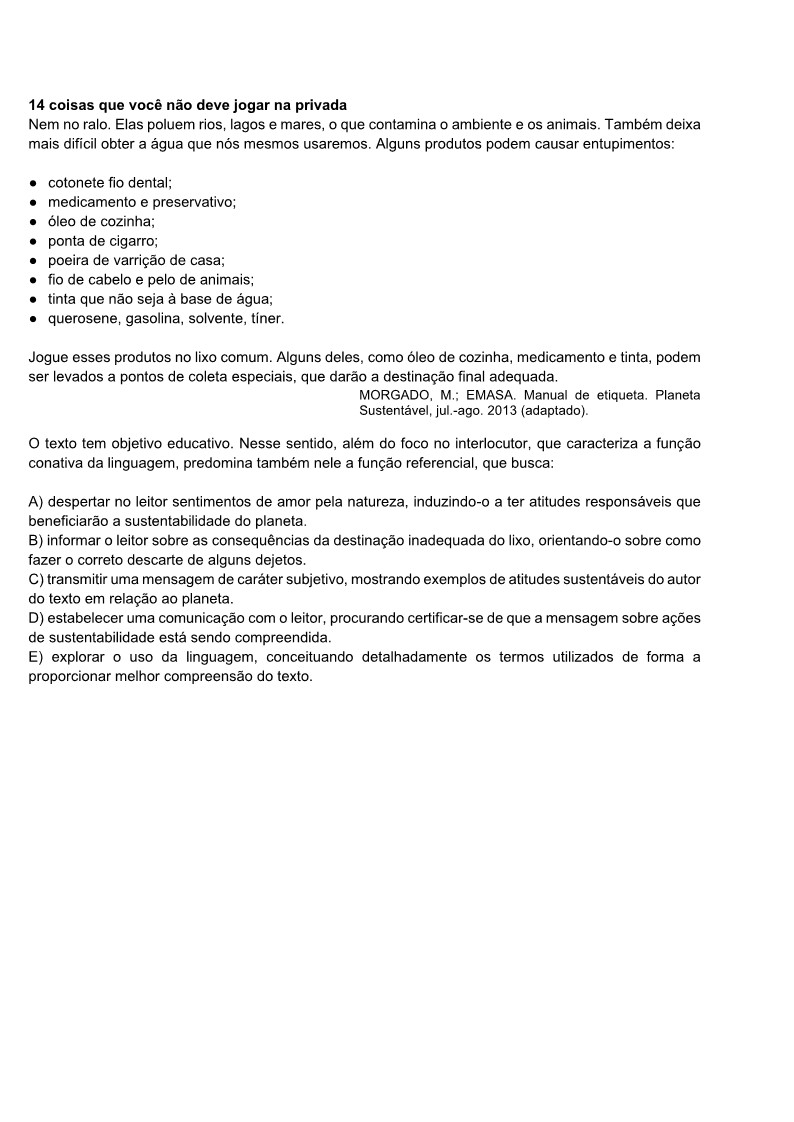 14 coisas que você não deve jogar na privada
Nem no ralo. Elas poluem rios, lagos e mares, o que contamina o ambiente e os animais. Também deixa
mais difícil obter a água que nós mesmos usaremos. Alguns produtos podem causar entupimentos:
● cotonete fio dental;
● medicamento e preservativo;
● óleo de cozinha;
● ponta de cigarro;
● poeira de varrição de casa;
● fio de cabelo e pelo de animais;
● tinta que não seja à base de água;
● querosene, gasolina, solvente, tíner.
Jogue esses produtos no lixo comum. Alguns deles, como óleo de cozinha, medicamento e tinta, podem
ser levados a pontos de coleta especiais, que darão a destinação final adequada.
MORGADO, M.; EMASA. Manual de etiqueta. Planeta
Sustentável, jul.-ago. 2013 (adaptado).
O texto tem objetivo educativo. Nesse sentido, além do foco no interlocutor, que caracteriza a função
conativa da linguagem, predomina também nele a função referencial, que busca:
A) despertar no leitor sentimentos de amor pela natureza, induzindo-o a ter atitudes responsáveis que
beneficiarão a sustentabilidade do planeta.
B) informar o leitor sobre as consequências da destinação inadequada do lixo, orientando-o sobre como
fazer o correto descarte de alguns dejetos.
C) transmitir uma mensagem de caráter subjetivo, mostrando exemplos de atitudes sustentáveis do autor
do texto em relação ao planeta.
D) estabelecer uma comunicação com o leitor, procurando certificar-se de que a mensagem sobre ações
de sustentabilidade está sendo compreendida.
E) explorar o uso da linguagem, conceituando detalhadamente os termos utilizados de forma a
proporcionar melhor compreensão do texto.